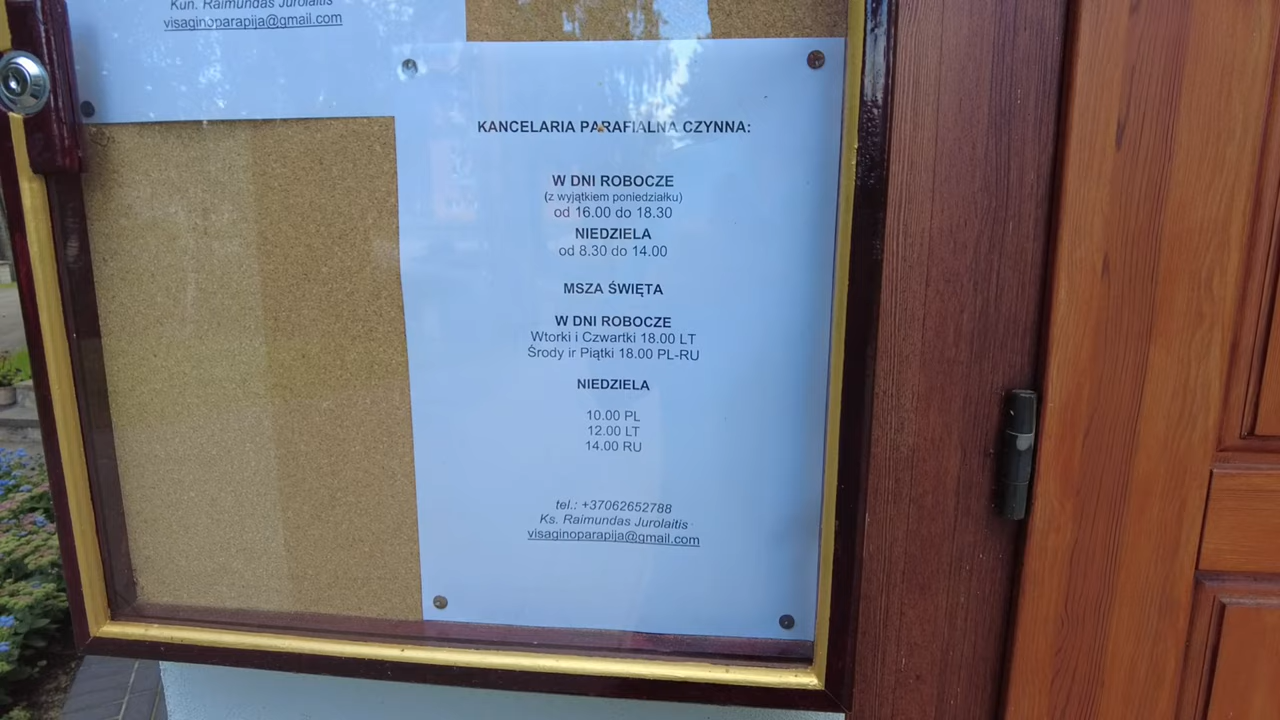 Kun. Raimundas Jurolaitis
visaginoparapija@gmail.com
KANCELARIA PARAFIALNA CZYNNA:
W DNI ROBOCZE
(z wyjątkiem poniedziałku)
od 16.00 do 18.30
NIEDZIELA
od 8.30 do 14.00
MSZA ŚWIĘTA
W DNI ROBOCZE
Wtorki i Czwartki 18.00 LT
Środy ir Piątki 18.00 PL-RU
NIEDZIELA
10.00 PL
12.00 LT
14.00 RU
tel.: +37062652788
Ks. Raimundas Jurolaitis
visaginoparapija@gmail.com